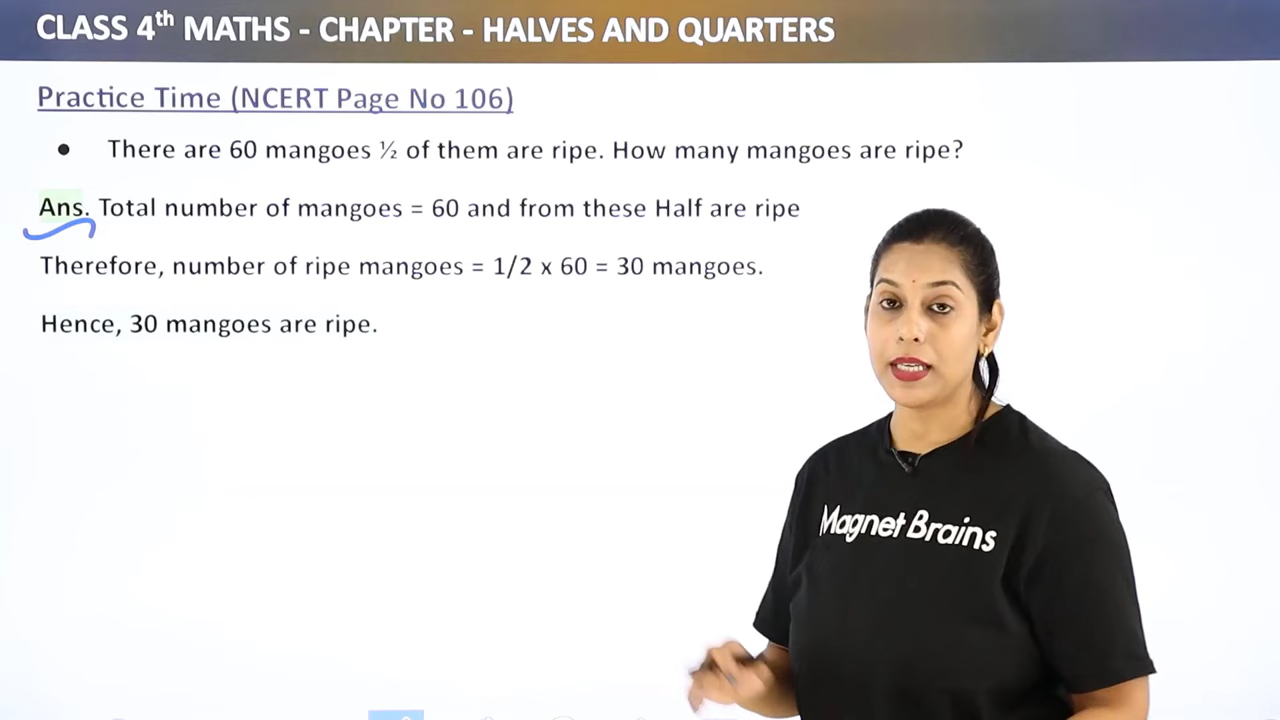 CLASS 4th MATHS - CHAPTER - HALVES AND QUARTERS
Practice Time (NCERT Page No 106)
• There are 60 mangoes ½ of them are ripe. How many mangoes are ripe?
Ans. Total number of mangoes = 60 and from these Half are ripe
Therefore, number of ripe mangoes = 1/2 x 60 = 30 mangoes.
Hence, 30 mangoes are ripe.
Magnet Brains